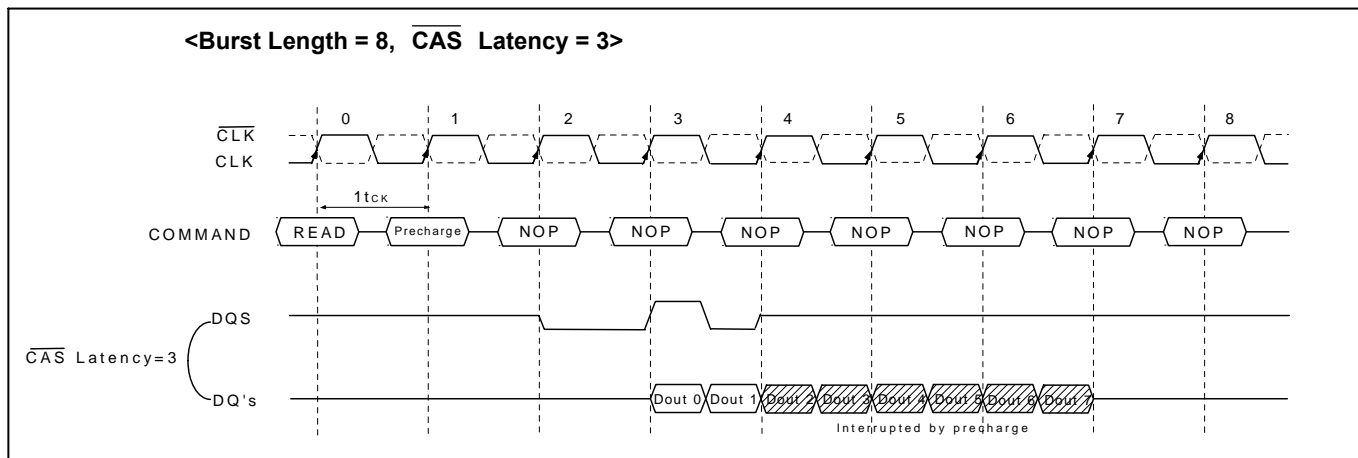 <Burst Length = 8, CAS Latency = 3>
0 1 2 3 4 5 6 7 8
CLK
CLK
1tCK
COMMAND READ Precharge NOP NOP NOP NOP NOP NOP NOP
DQS
CAS Latency=3
DQ's Dout 0 Dout 1 Dout 2 Dout 3 Dout 4 Dout 5 Dout 6 Dout 7
Interrupted by precharge